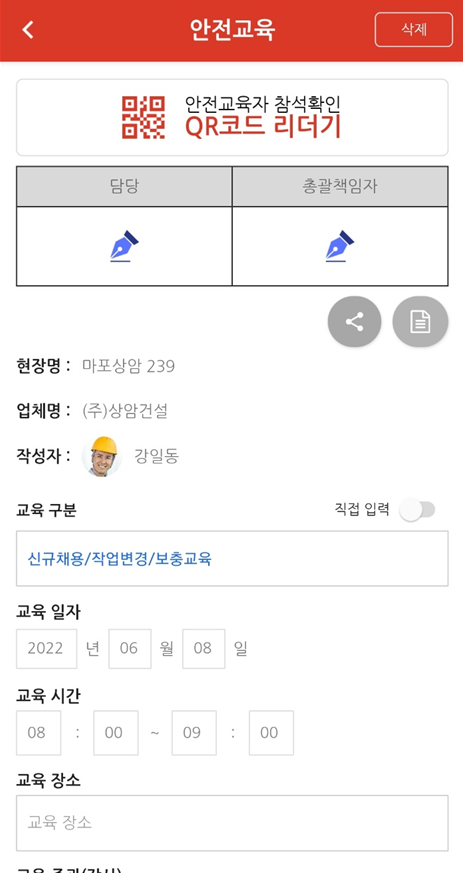 안전교육
삭제
안전교육자 참석확인
QR코드 리더기
담당 총괄책임자
현장명 : 마포상암 239
업체명 : (주)상암건설
작성자 : 강일동
교육 구분 직접 입력
신규채용/작업변경/보충교육
교육 일자
2022 년 06 월 08 일
교육 시간
08 : 00 ~ 09 : 00
교육 장소
교육 장소